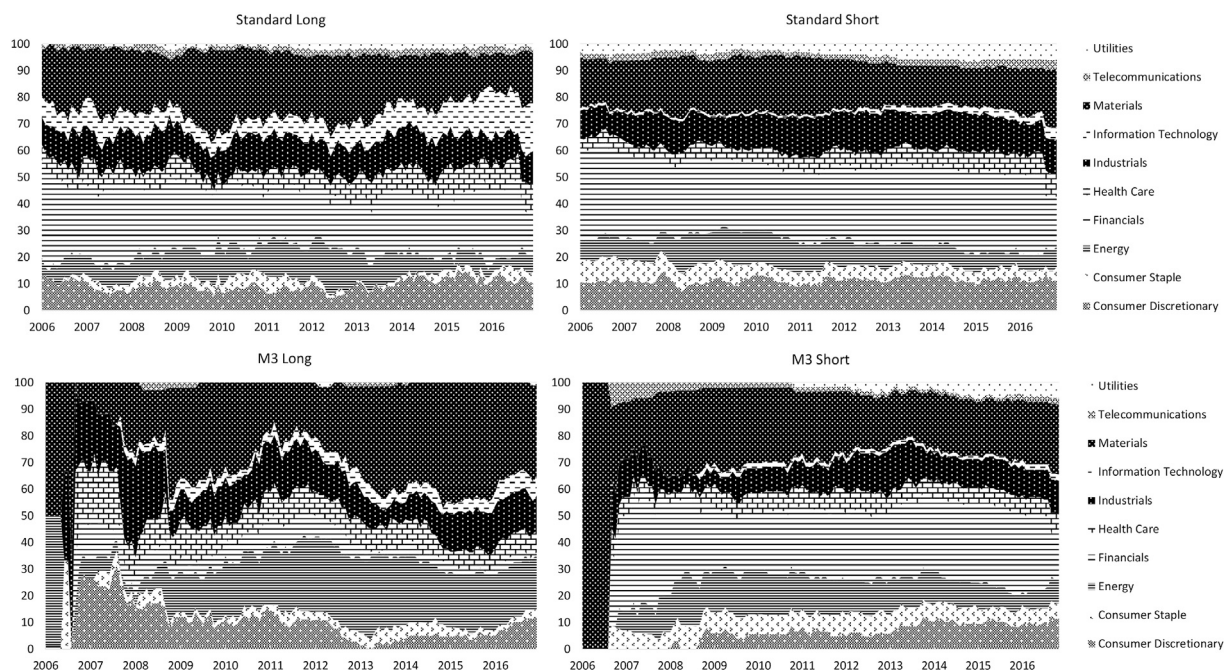 Standard Long
Standard Short
100
90
80
70
60
50
40
30
20
10
0
2006 2007 2008 2009 2010 2011 2012 2013 2014 2015 2016
100
90
80
70
60
50
40
30
20
10
0
2006 2007 2008 2009 2010 2011 2012 2013 2014 2015 2016
Utilities
Telecommunications
Materials
Information Technology
Industrials
Health Care
Financials
Energy
Consumer Staple
Consumer Discretionary
M3 Long
M3 Short
100
90
80
70
60
50
40
30
20
10
0
2006 2007 2008 2009 2010 2011 2012 2013 2014 2015 2016
100
90
80
70
60
50
40
30
20
10
0
2006 2007 2008 2009 2010 2011 2012 2013 2014 2015 2016
Utilities
Telecommunications
Materials
Information Technology
Industrials
Health Care
Financials
Energy
Consumer Staple
Consumer Discretionary